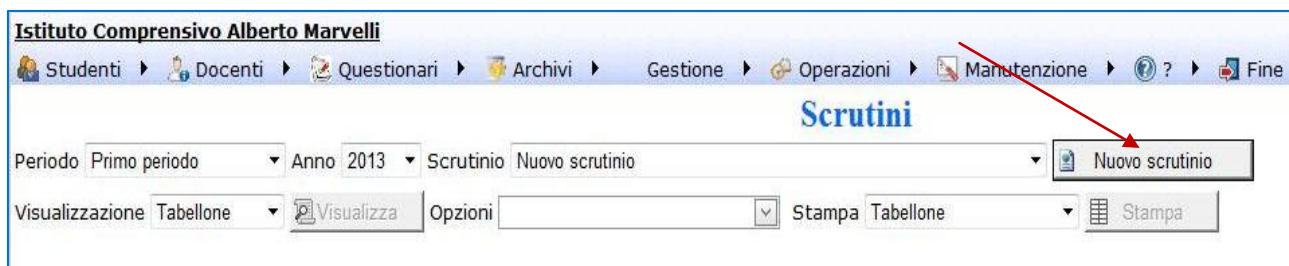 Istituto Comprensivo Alberto Marvelli
Studenti Docenti Questionari Archivi Gestione Operazioni Manutenzione ? Fine
Scrutini
Periodo Primo periodo Anno 2013 Scrutinio Nuovo scrutinio Nuovo scrutinio
Visualizzazione Tabellone Visualizza Opzioni Stampa Tabellone Stampa